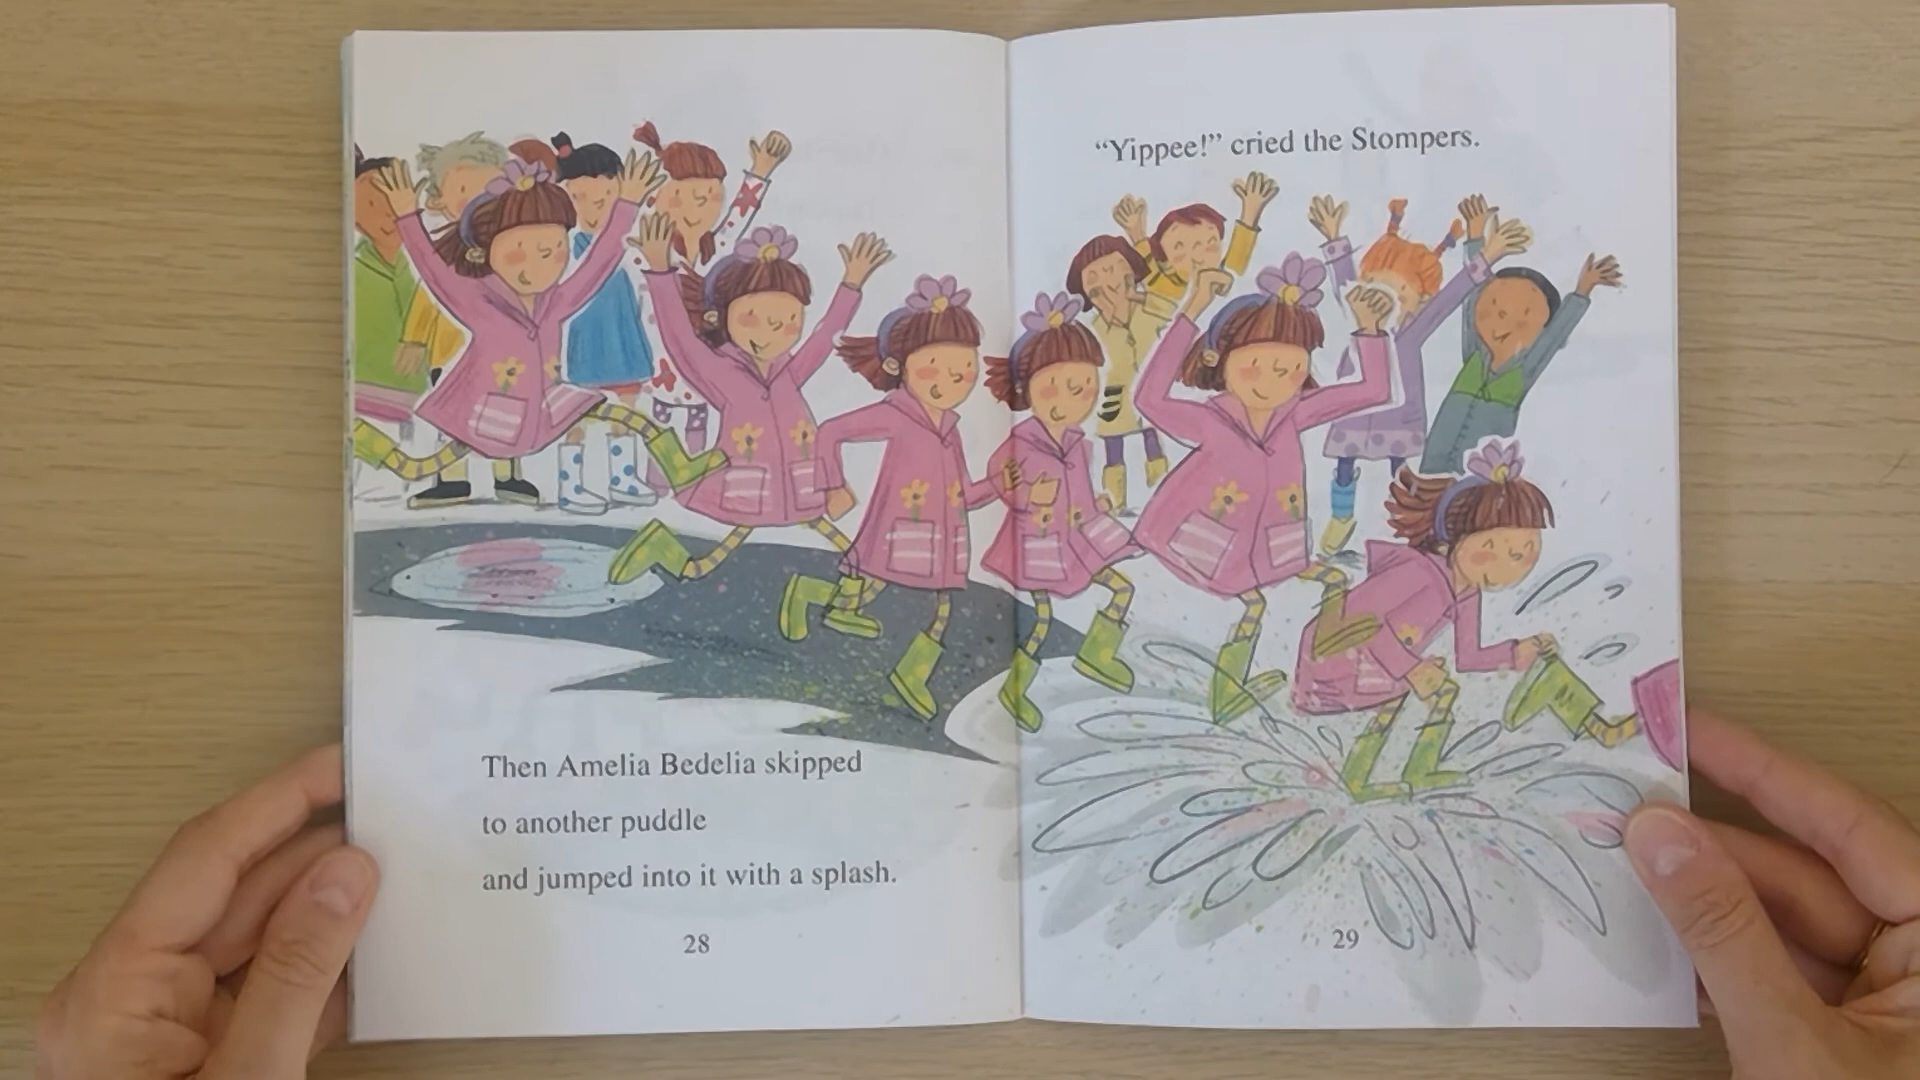 Then Amelia Bedelia skipped
to another puddle
and jumped into it with a splash.
28
“Yippee!” cried the Stompers.
29